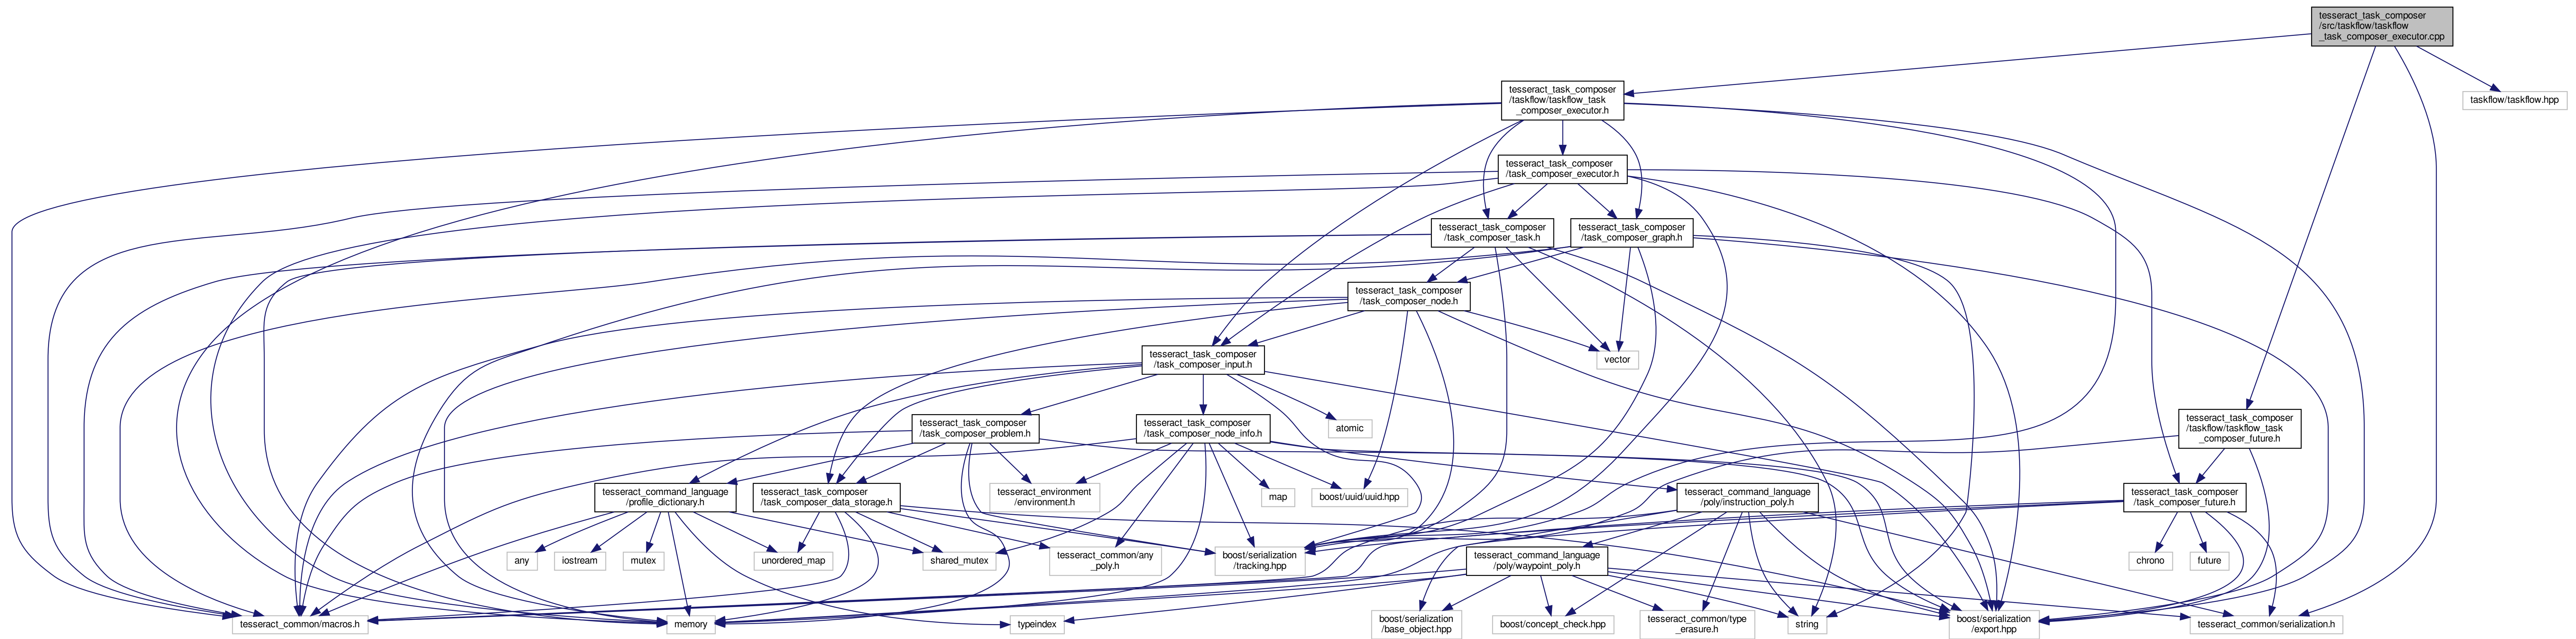 tesseract_task_composer
/src/taskflow/taskflow
_task_composer_executor.cpp
tesseract_task_composer
/taskflow/taskflow_task
_composer_executor.h
taskflow/taskflow.hpp
tesseract_task_composer
/task_composer_executor.h
tesseract_task_composer
/task_composer_task.h
tesseract_task_composer
/task_composer_graph.h
tesseract_task_composer
/task_composer_node.h
tesseract_task_composer
/task_composer_input.h
vector
tesseract_task_composer
/task_composer_problem.h
tesseract_task_composer
/task_composer_node_info.h
atomic
tesseract_task_composer
/taskflow/taskflow_task
_composer_future.h
tesseract_command_language
/profile_dictionary.h
tesseract_task_composer
/task_composer_data_storage.h
tesseract_environment
/environment.h
map
boost/uuid/uuid.hpp
tesseract_command_language
/poly/instruction_poly.h
tesseract_task_composer
/task_composer_future.h
any
iostream
mutex
unordered_map
shared_mutex
tesseract_common/any
_poly.h
boost/serialization
/tracking.hpp
tesseract_command_language
/poly/waypoint_poly.h
chrono
future
tesseract_common/macros.h
memory
typeindex
boost/serialization
/base_object.hpp
boost/concept_check.hpp
tesseract_common/type
_erasure.h
string
boost/serialization
/export.hpp
tesseract_common/serialization.h